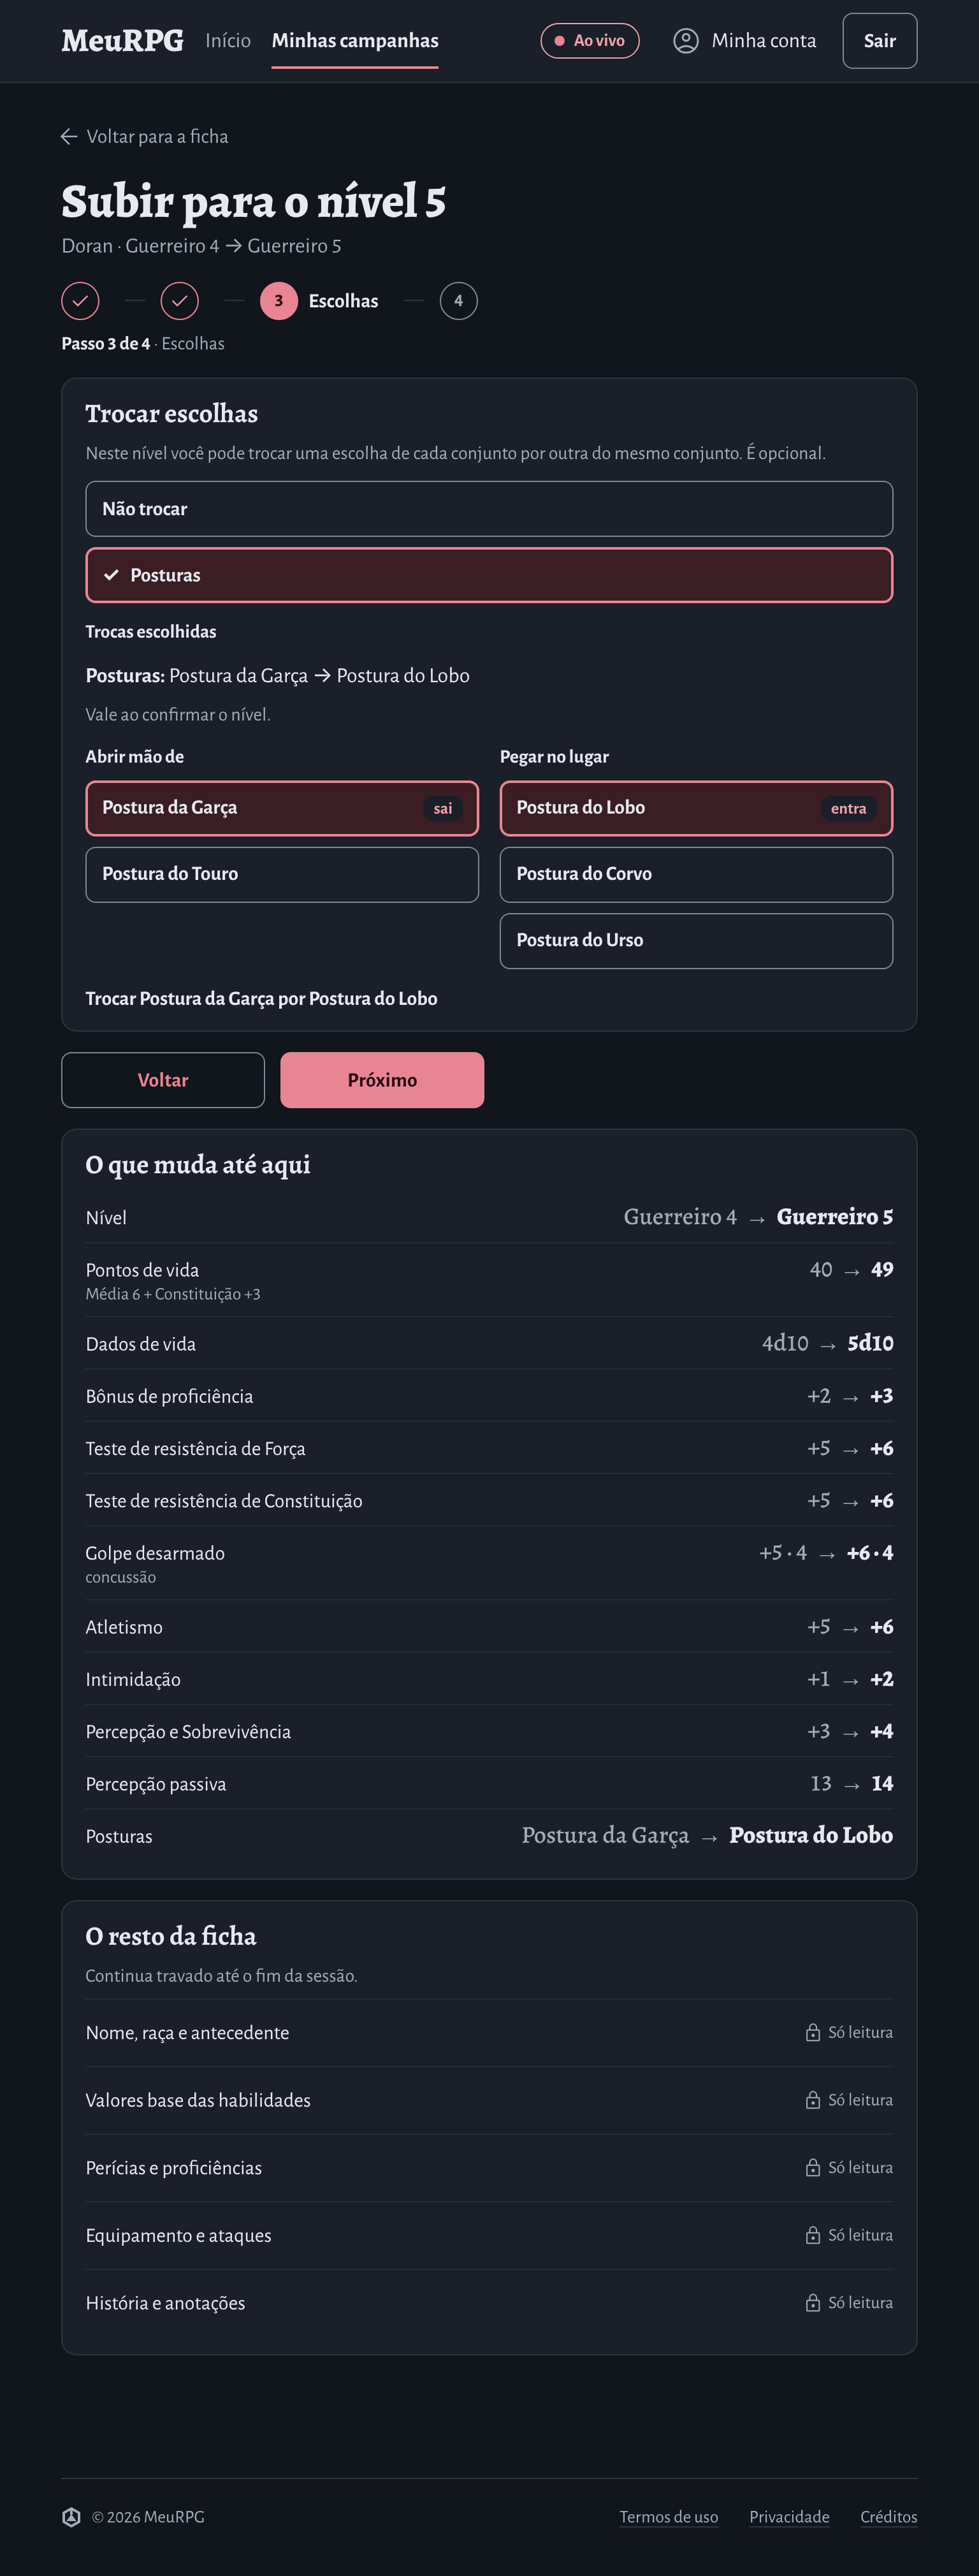 MeuRPG Início Minhas campanhas Ao vivo Minha conta Sair
← Voltar para a ficha
Subir para o nível 5
Doran · Guerreiro 4 → Guerreiro 5
3 Escolhas 4
Passo 3 de 4 · Escolhas
Trocar escolhas
Neste nível você pode trocar uma escolha de cada conjunto por outra do mesmo conjunto. É opcional.
Não trocar
✓ Posturas
Trocas escolhidas
Posturas: Postura da Garça → Postura do Lobo
Vale ao confirmar o nível.
Abrir mão de
Postura da Garça sai
Postura do Touro
Pegar no lugar
Postura do Lobo entra
Postura do Corvo
Postura do Urso
Trocar Postura da Garça por Postura do Lobo
Voltar Próximo
O que muda até aqui
Nível Guerreiro 4 → Guerreiro 5
Pontos de vida 40 → 49
Média 6 + Constituição +3
Dados de vida 4d10 → 5d10
Bônus de proficiência +2 → +3
Teste de resistência de Força +5 → +6
Teste de resistência de Constituição +5 → +6
Golpe desarmado +5 · 4 → +6 · 4
concussão
Atletismo +5 → +6
Intimidação +1 → +2
Percepção e Sobrevivência +3 → +4
Percepção passiva 13 → 14
Posturas Postura da Garça → Postura do Lobo
O resto da ficha
Continua travado até o fim da sessão.
Nome, raça e antecedente Só leitura
Valores base das habilidades Só leitura
Perícias e proficiências Só leitura
Equipamento e ataques Só leitura
História e anotações Só leitura
© 2026 MeuRPG Termos de uso Privacidade Créditos